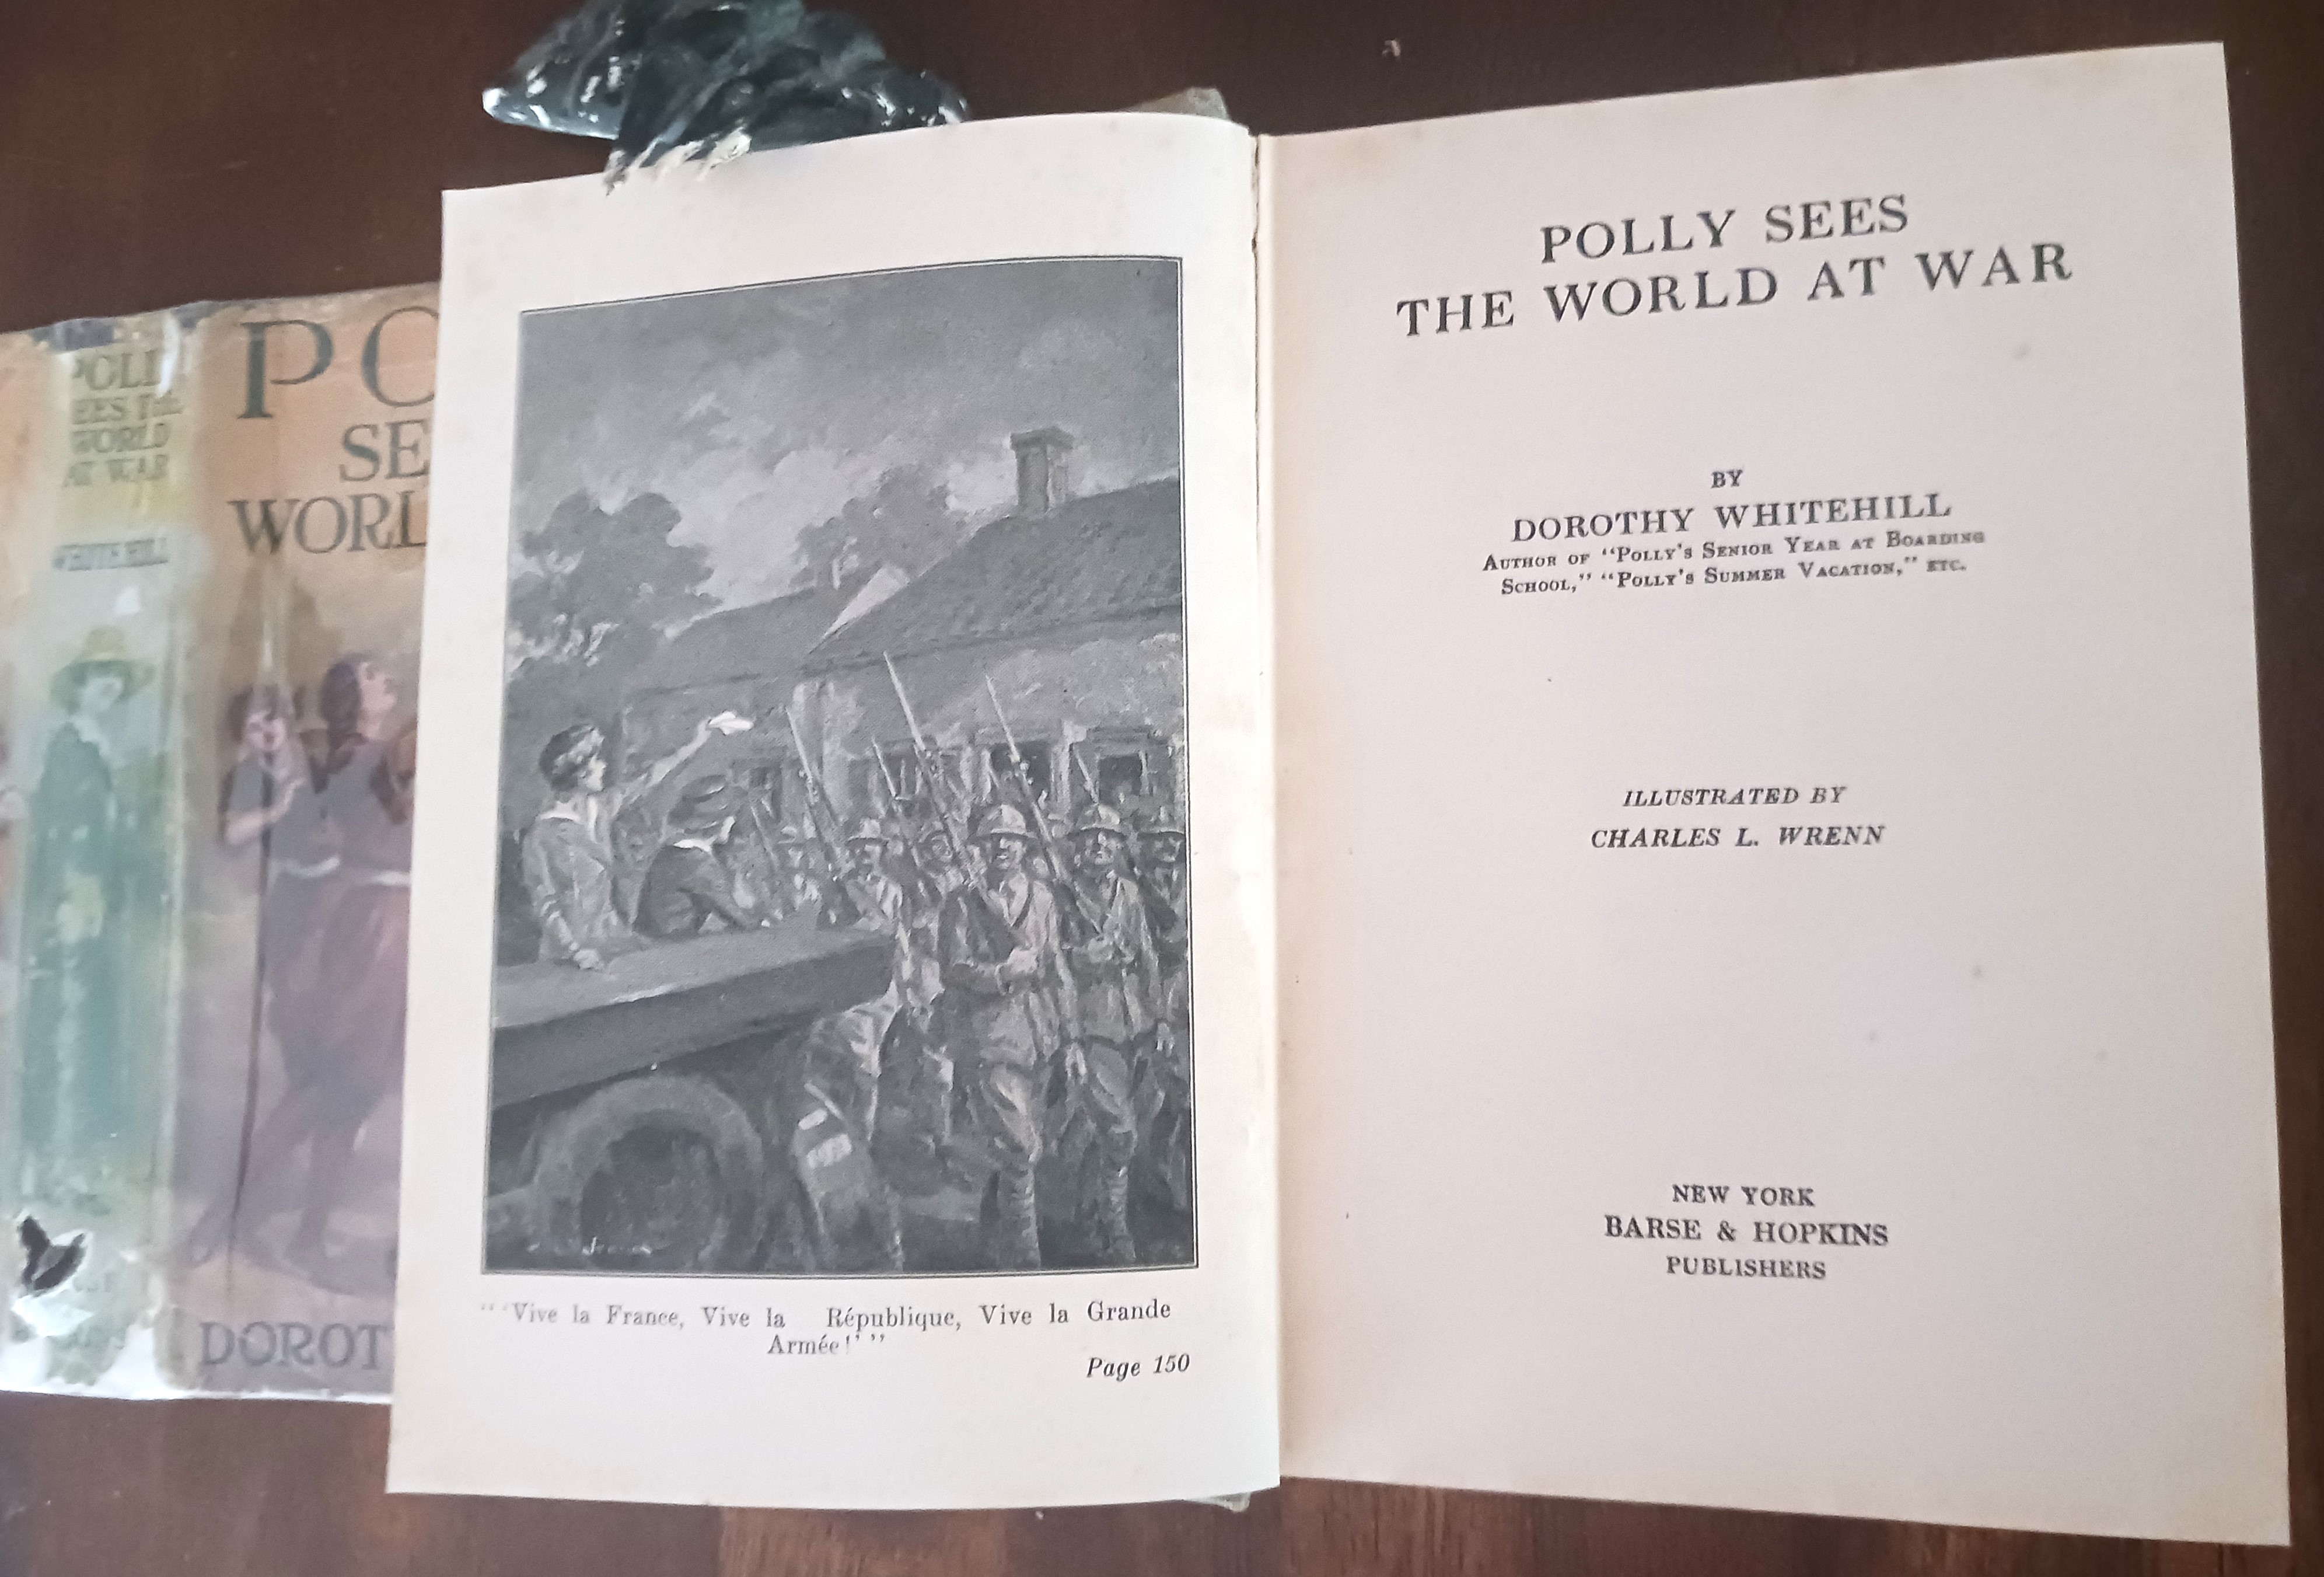 POLL
EES THE
WORLD
AT WAR
WHITEHILL
PO
SE
WORL
DOROT
"'Vive la France, Vive la République, Vive la Grande
Armée!'"
Page 150
POLLY SEES
THE WORLD AT WAR
BY
DOROTHY WHITEHILL
AUTHOR OF "POLLY'S SENIOR YEAR AT BOARDING
SCHOOL," "POLLY'S SUMMER VACATION," ETC.
ILLUSTRATED BY
CHARLES L. WRENN
NEW YORK
BARSE & HOPKINS
PUBLISHERS